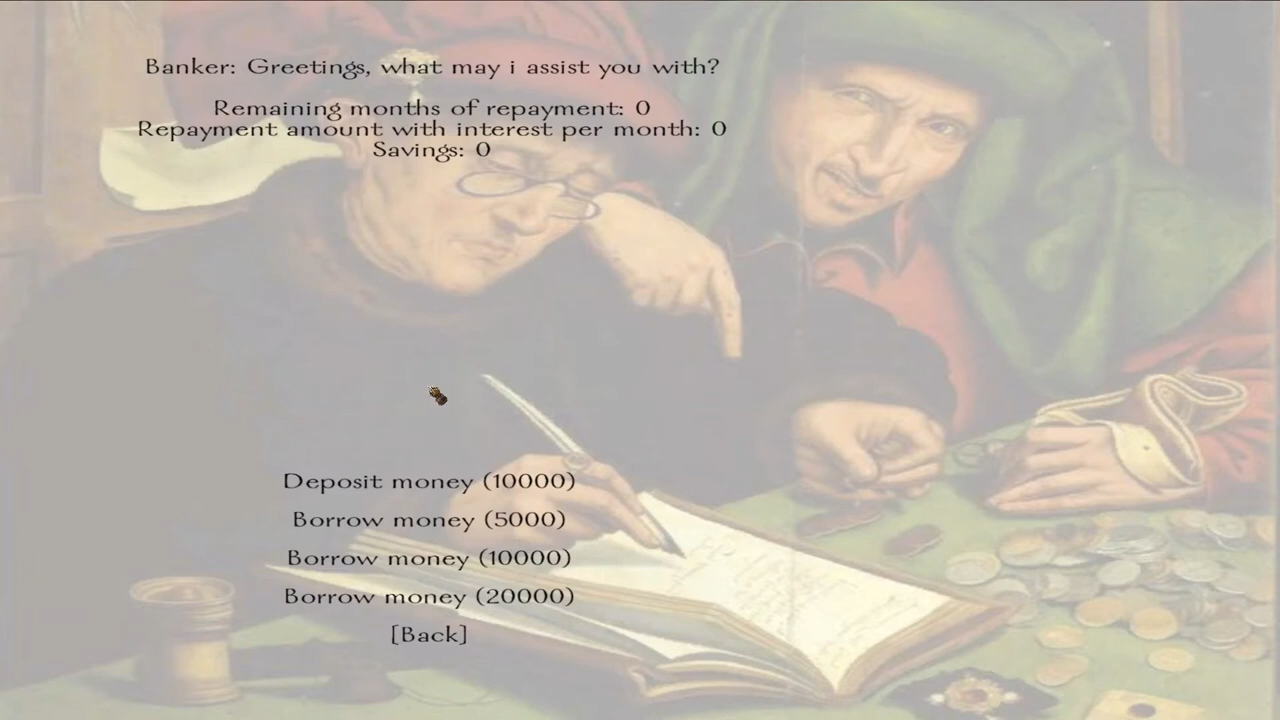 Banker: Greetings, what may i assist you with?
Remaining months of repayment: 0
Repayment amount with interest per month: 0
Savings: 0
Deposit money (10000)
Borrow money (5000)
Borrow money (10000)
Borrow money (20000)
[Back]